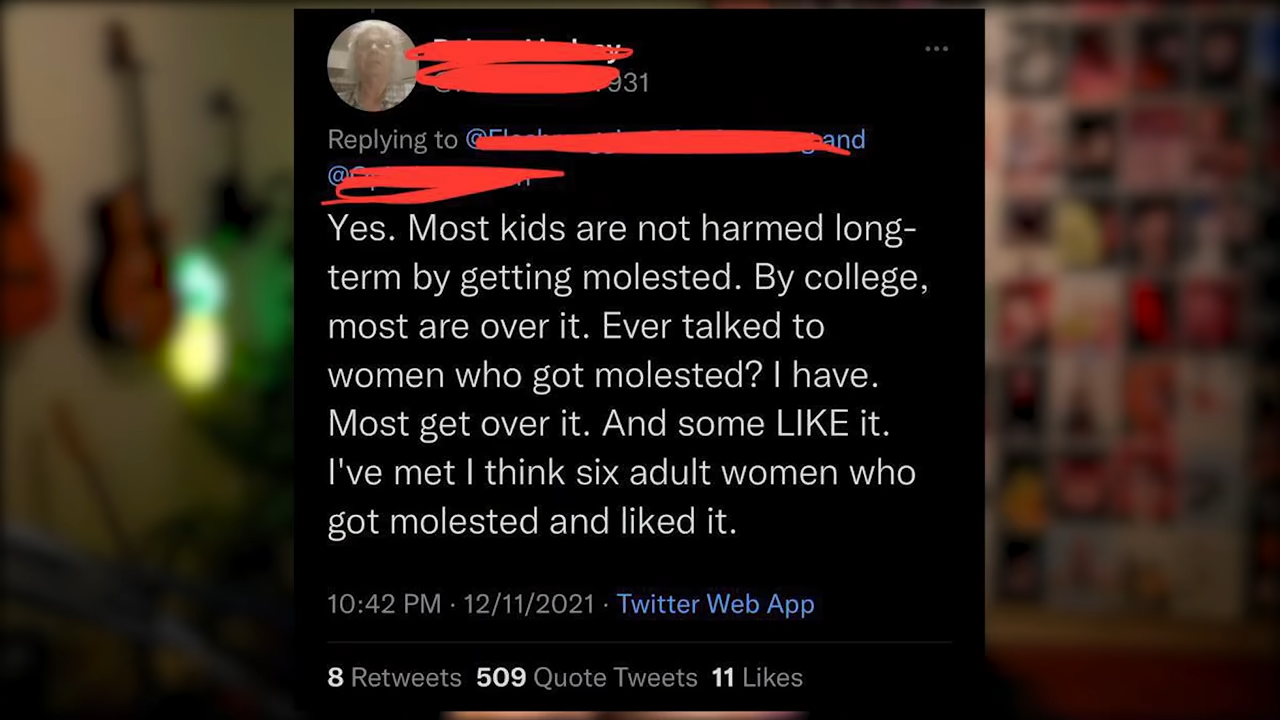 931
Replying to and
Yes. Most kids are not harmed long-
term by getting molested. By college,
most are over it. Ever talked to
women who got molested? I have.
Most get over it. And some LIKE it.
I've met I think six adult women who
got molested and liked it.
10:42 PM · 12/11/2021 · Twitter Web App
8 Retweets 509 Quote Tweets 11 Likes